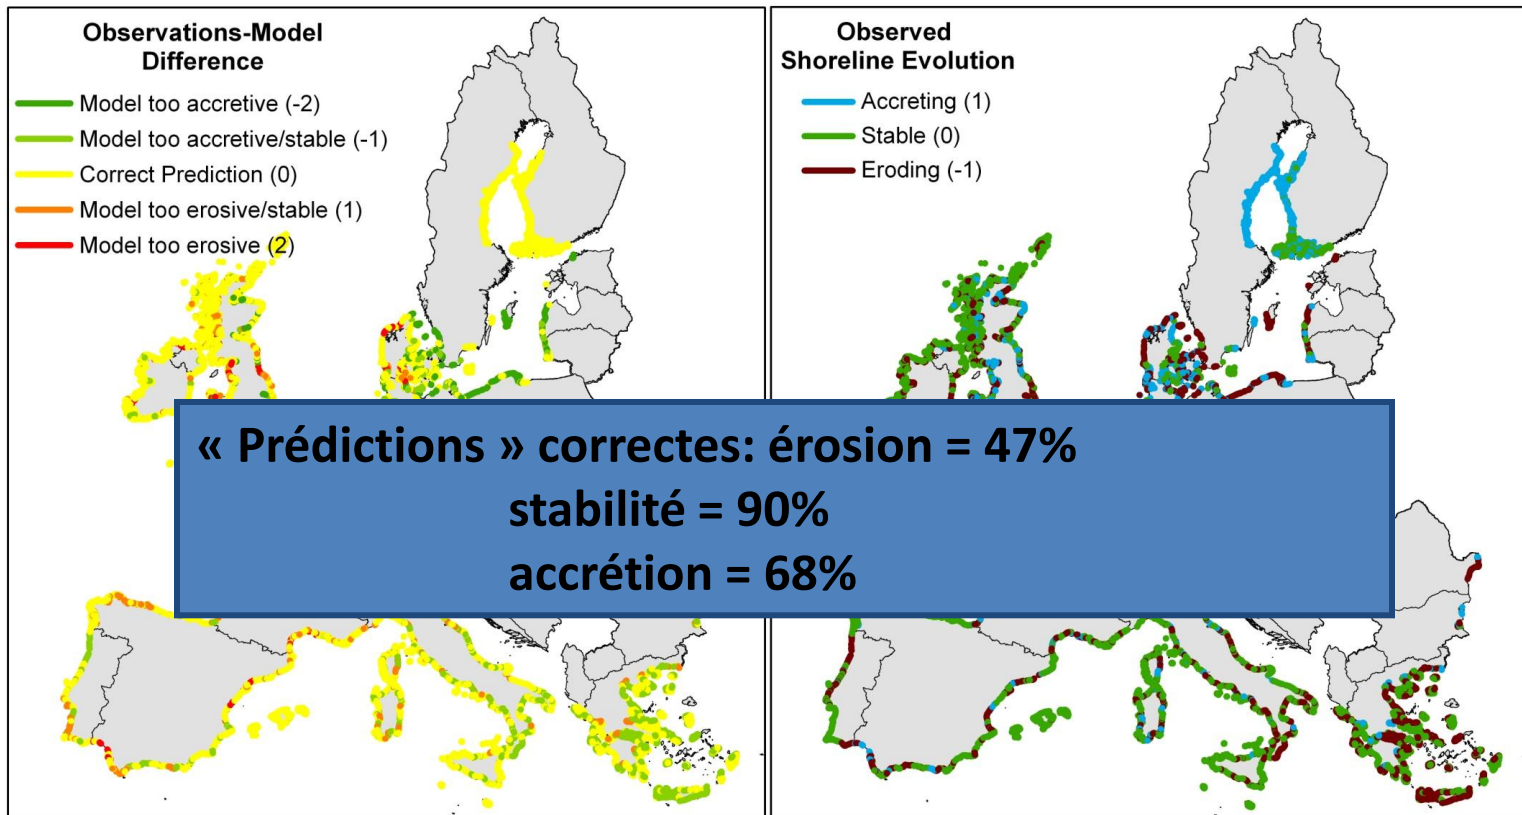 Observations-Model
Difference
Model too accretive (-2)
Model too accretive/stable (-1)
Correct Prediction (0)
Model too erosive/stable (1)
Model too erosive (2)
Observed
Shoreline Evolution
Accreting (1)
Stable (0)
Eroding (-1)
« Prédictions » correctes: érosion = 47%
stabilité = 90%
accrétion = 68%